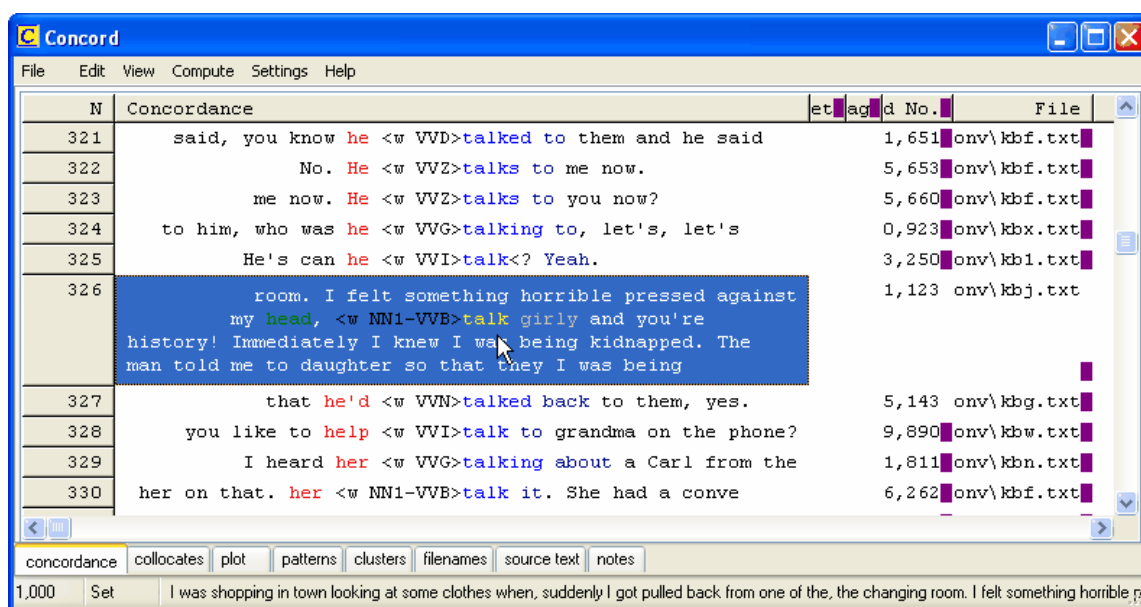 C Concord
File Edit View Compute Settings Help
N Concordance et ag d No. File
321 said, you know he <w VVD>talked to them and he said 1,651 onv\kbf.txt
322 No. He <w VVZ>talks to me now. 5,653 onv\kbf.txt
323 me now. He <w VVZ>talks to you now? 5,660 onv\kbf.txt
324 to him, who was he <w VVG>talking to, let's, let's 0,923 onv\kbx.txt
325 He's can he <w VVI>talk<? Yeah. 3,250 onv\kb1.txt
326 room. I felt something horrible pressed against 1,123 onv\kbj.txt
my head, <w NN1-VVB>talk girly and you're
history! Immediately I knew I was being kidnapped. The
man told me to daughter so that they I was being
327 that he'd <w VVN>talked back to them, yes. 5,143 onv\kbg.txt
328 you like to help <w VVI>talk to grandma on the phone? 9,890 onv\kbw.txt
329 I heard her <w VVG>talking about a Carl from the 1,811 onv\kbn.txt
330 her on that. her <w NN1-VVB>talk it. She had a conve 6,262 onv\kbf.txt
concordance collocates plot patterns clusters filenames source text notes
1,000 Set I was shopping in town looking at some clothes when, suddenly I got pulled back from one of the, the changing room. I felt something horrible